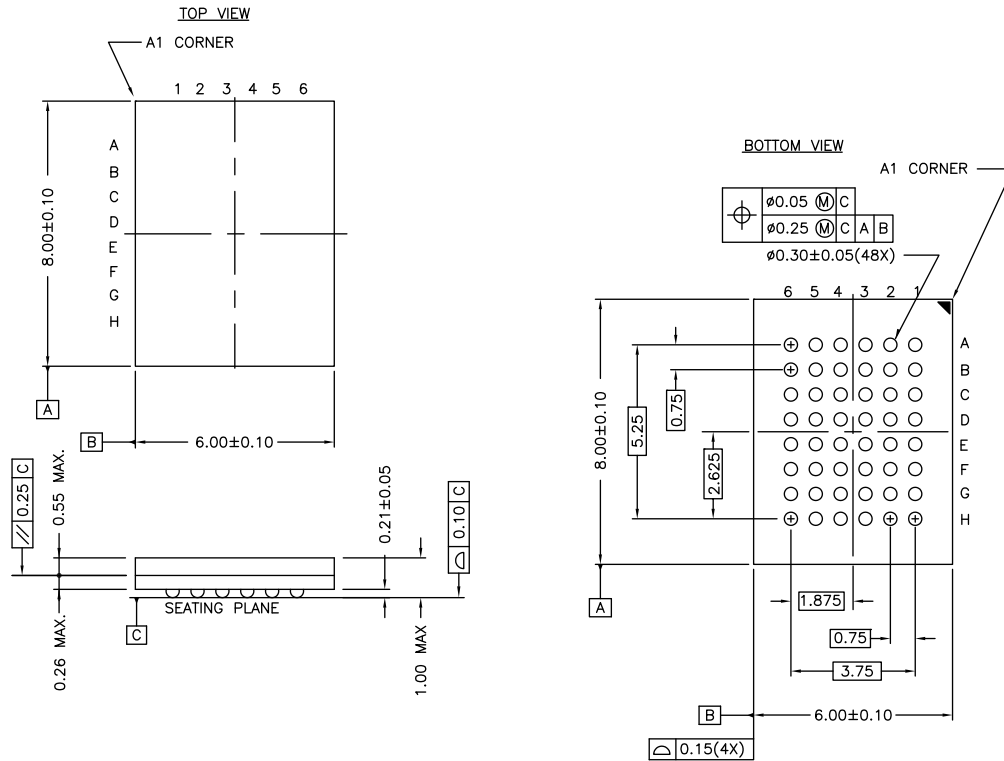 TOP VIEW
A1 CORNER
1 2 3 4 5 6
A
B
C
D
E
F
G
H
8.00±0.10
A
B
6.00±0.10
// 0.25 C
0.55 MAX.
0.21±0.05
⌓ 0.10 C
SEATING PLANE
C
0.26 MAX.
1.00 MAX
BOTTOM VIEW
A1 CORNER
⌖ ø0.05 Ⓜ C
ø0.25 Ⓜ C A B
ø0.30±0.05(48X)
6 5 4 3 2 1
A
B
C
D
E
F
G
H
8.00±0.10
5.25
0.75
2.625
A
1.875
0.75
3.75
B
6.00±0.10
⌓ 0.15(4X)